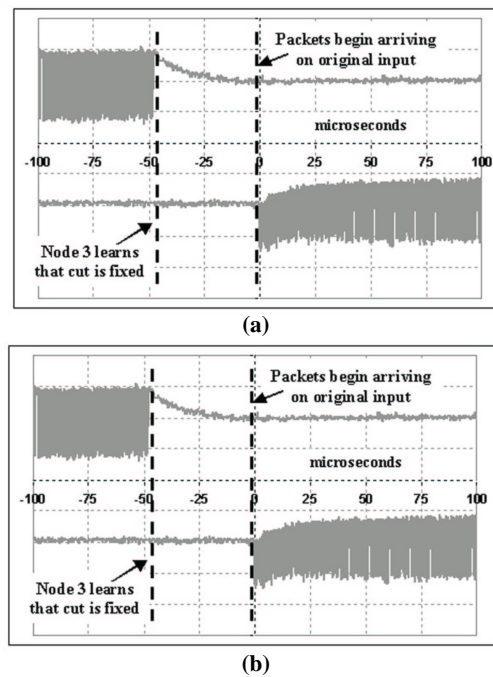 Packets begin arriving
on original input
microseconds
-100 -75 -50 -25 0 25 50 75 100
Node 3 learns
that cut is fixed
(a)
Packets begin arriving
on original input
microseconds
-100 -75 -50 -25 0 25 50 75 100
Node 3 learns
that cut is fixed
(b)